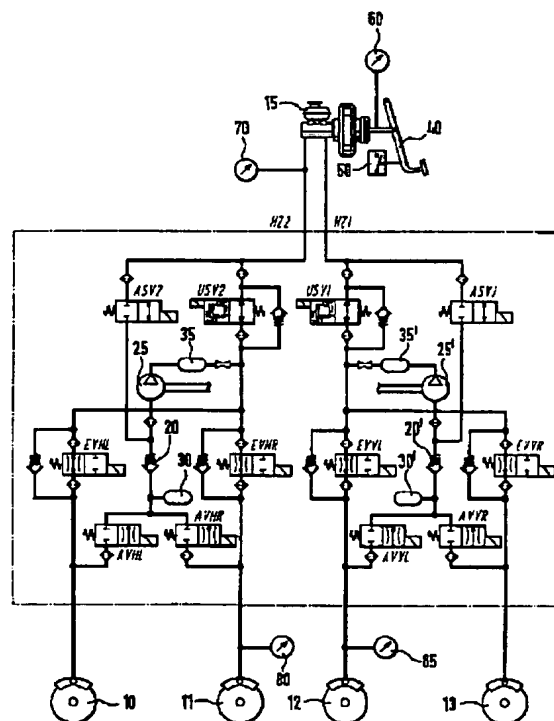 60
15
40
70
50
HZ2 HZ1
ASV2 USV2 USV1 ASV1
35 35'
25 25'
20 20'
EVHL EVHR EVVL EVVR
30 30'
AVHR AVVR
AVHL AVVL
80 85
10 11 12 13